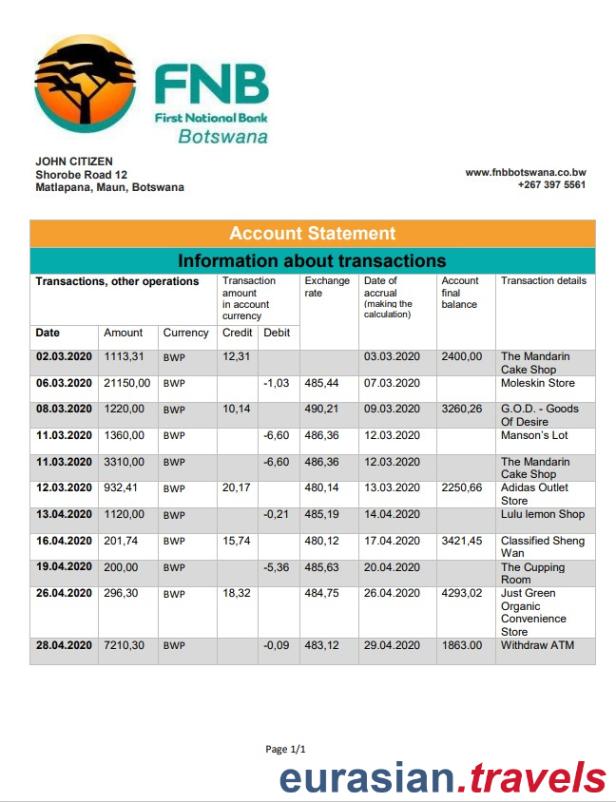 FNB
First National Bank
Botswana
JOHN CITIZEN
Shorobe Road 12
Matlapana, Maun, Botswana
www.fnbbotswana.co.bw
+267 397 5561
Account Statement
Information about transactions
Transactions, other operations Transaction amount in account currency Exchange rate Date of accrual (making the calculation) Account final balance Transaction details
Date Amount Currency Credit Debit
02.03.2020 1113,31 BWP 12,31 03.03.2020 2400,00 The Mandarin Cake Shop
06.03.2020 21150,00 BWP -1,03 485,44 07.03.2020 Moleskin Store
08.03.2020 1220,00 BWP 10,14 490,21 09.03.2020 3260,26 G.O.D. - Goods Of Desire
11.03.2020 1360,00 BWP -6,60 486,36 12.03.2020 Manson's Lot
11.03.2020 3310,00 BWP -6,60 486,36 12.03.2020 The Mandarin Cake Shop
12.03.2020 932,41 BWP 20,17 480,14 13.03.2020 2250,66 Adidas Outlet Store
13.04.2020 1120,00 BWP -0,21 485,19 14.04.2020 Lulu lemon Shop
16.04.2020 201,74 BWP 15,74 480,12 17.04.2020 3421,45 Classified Sheng Wan
19.04.2020 200,00 BWP -5,36 485,63 20.04.2020 The Cupping Room
26.04.2020 296,30 BWP 18,32 484,75 26.04.2020 4293,02 Just Green Organic Convenience Store
28.04.2020 7210,30 BWP -0,09 483,12 29.04.2020 1863.00 Withdraw ATM
Page 1/1
eurasian.travels